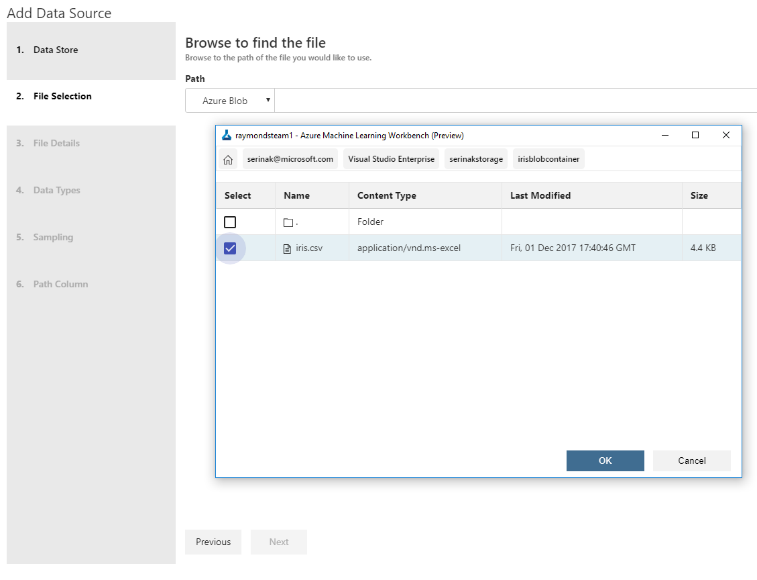 Add Data Source
1. Data Store
2. File Selection
3. File Details
4. Data Types
5. Sampling
6. Path Column
Browse to find the file
Browse to the path of the file you would like to use.
Path
Azure Blob
raymondsteam1 - Azure Machine Learning Workbench (Preview)
serinak@microsoft.com Visual Studio Enterprise serinakstorage irisblobcontainer
Select Name Content Type Last Modified Size
. Folder
iris.csv application/vnd.ms-excel Fri, 01 Dec 2017 17:40:46 GMT 4.4 KB
OK Cancel
Previous Next